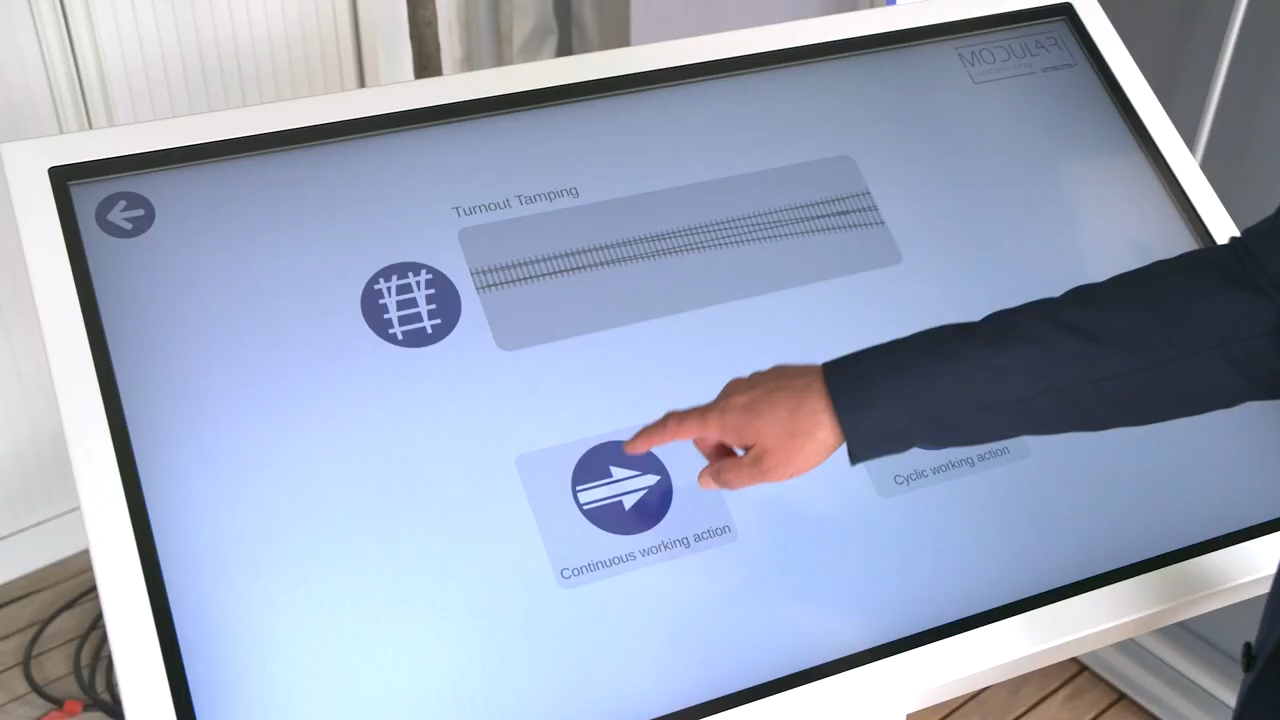 MODULAR
Turnout Tamping
Cyclic working action
Continuous working action